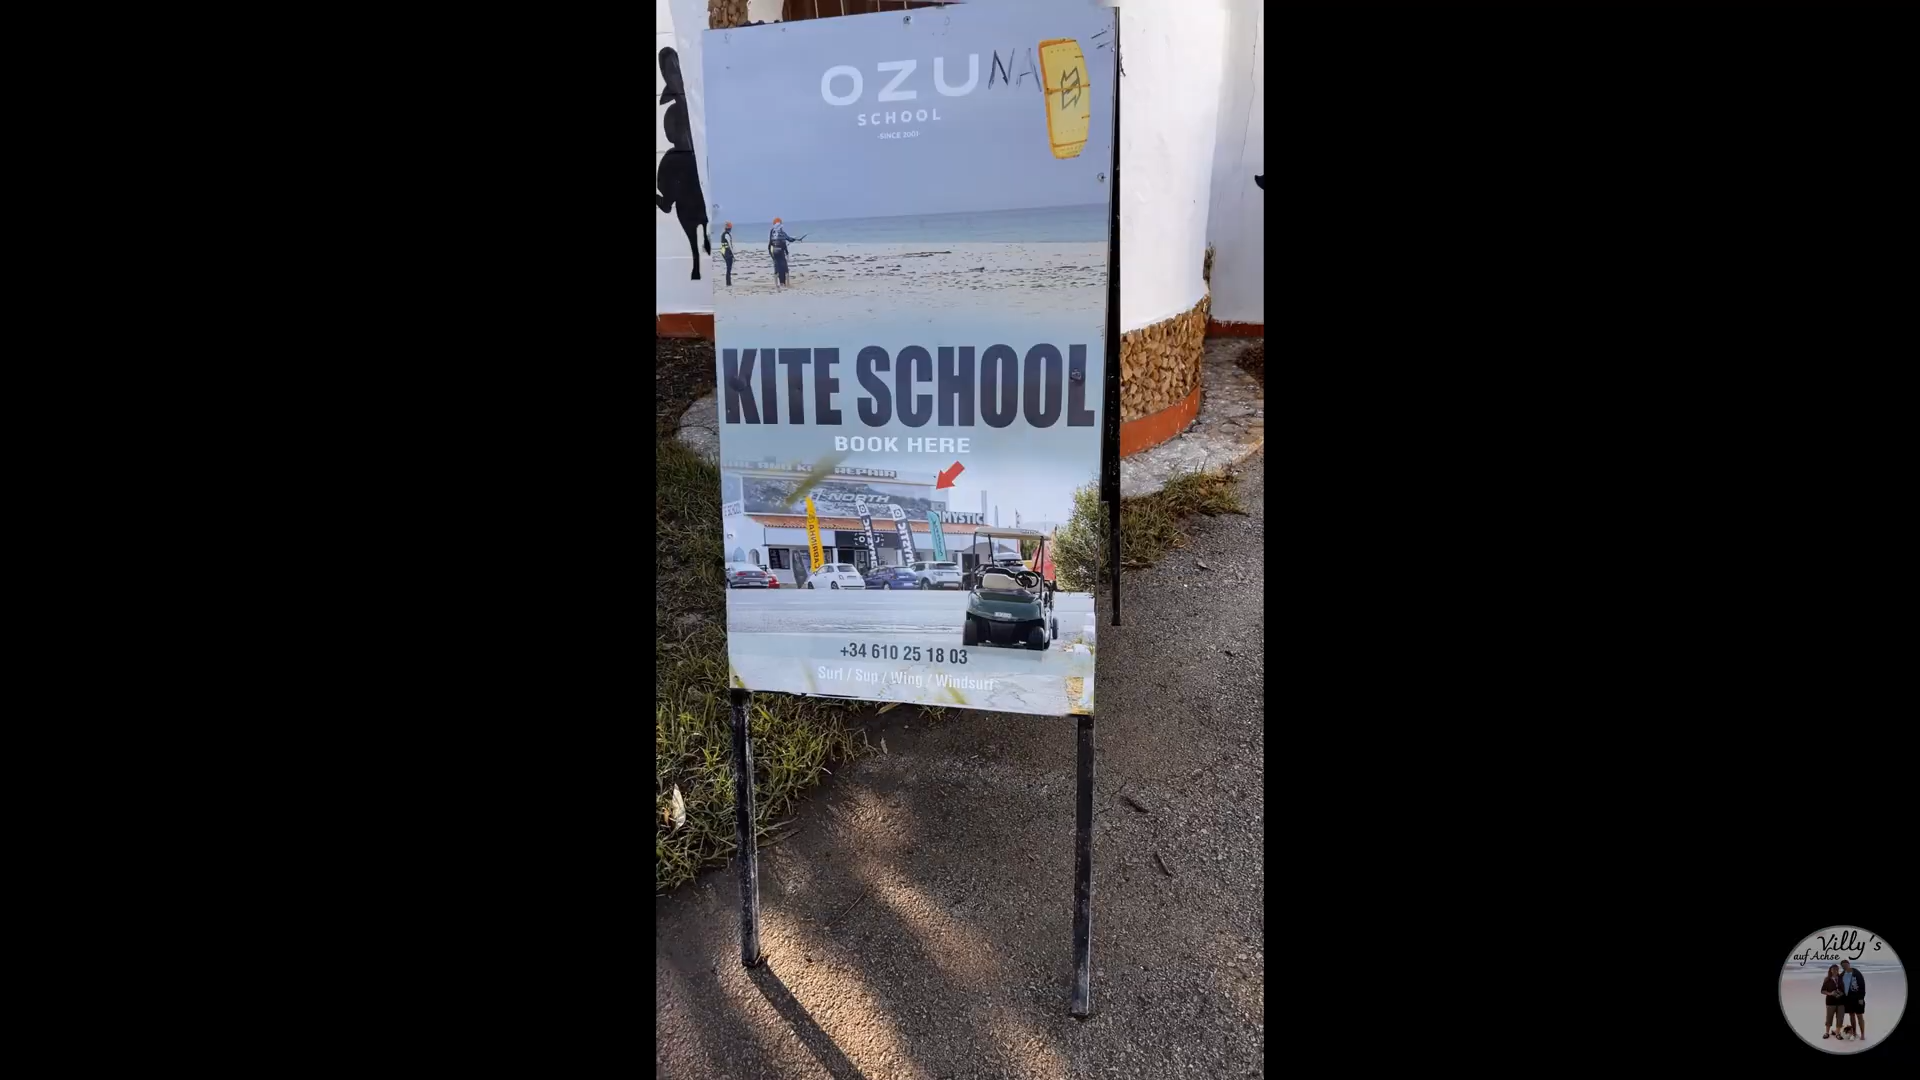 OZUNA
SCHOOL
-SINCE 2001-
KITE SCHOOL
BOOK HERE
REPAIR
NORTH
MYSTIC
+34 610 25 18 03
Surf / Sup / Wing / Windsurf
Villy's
auf Achse